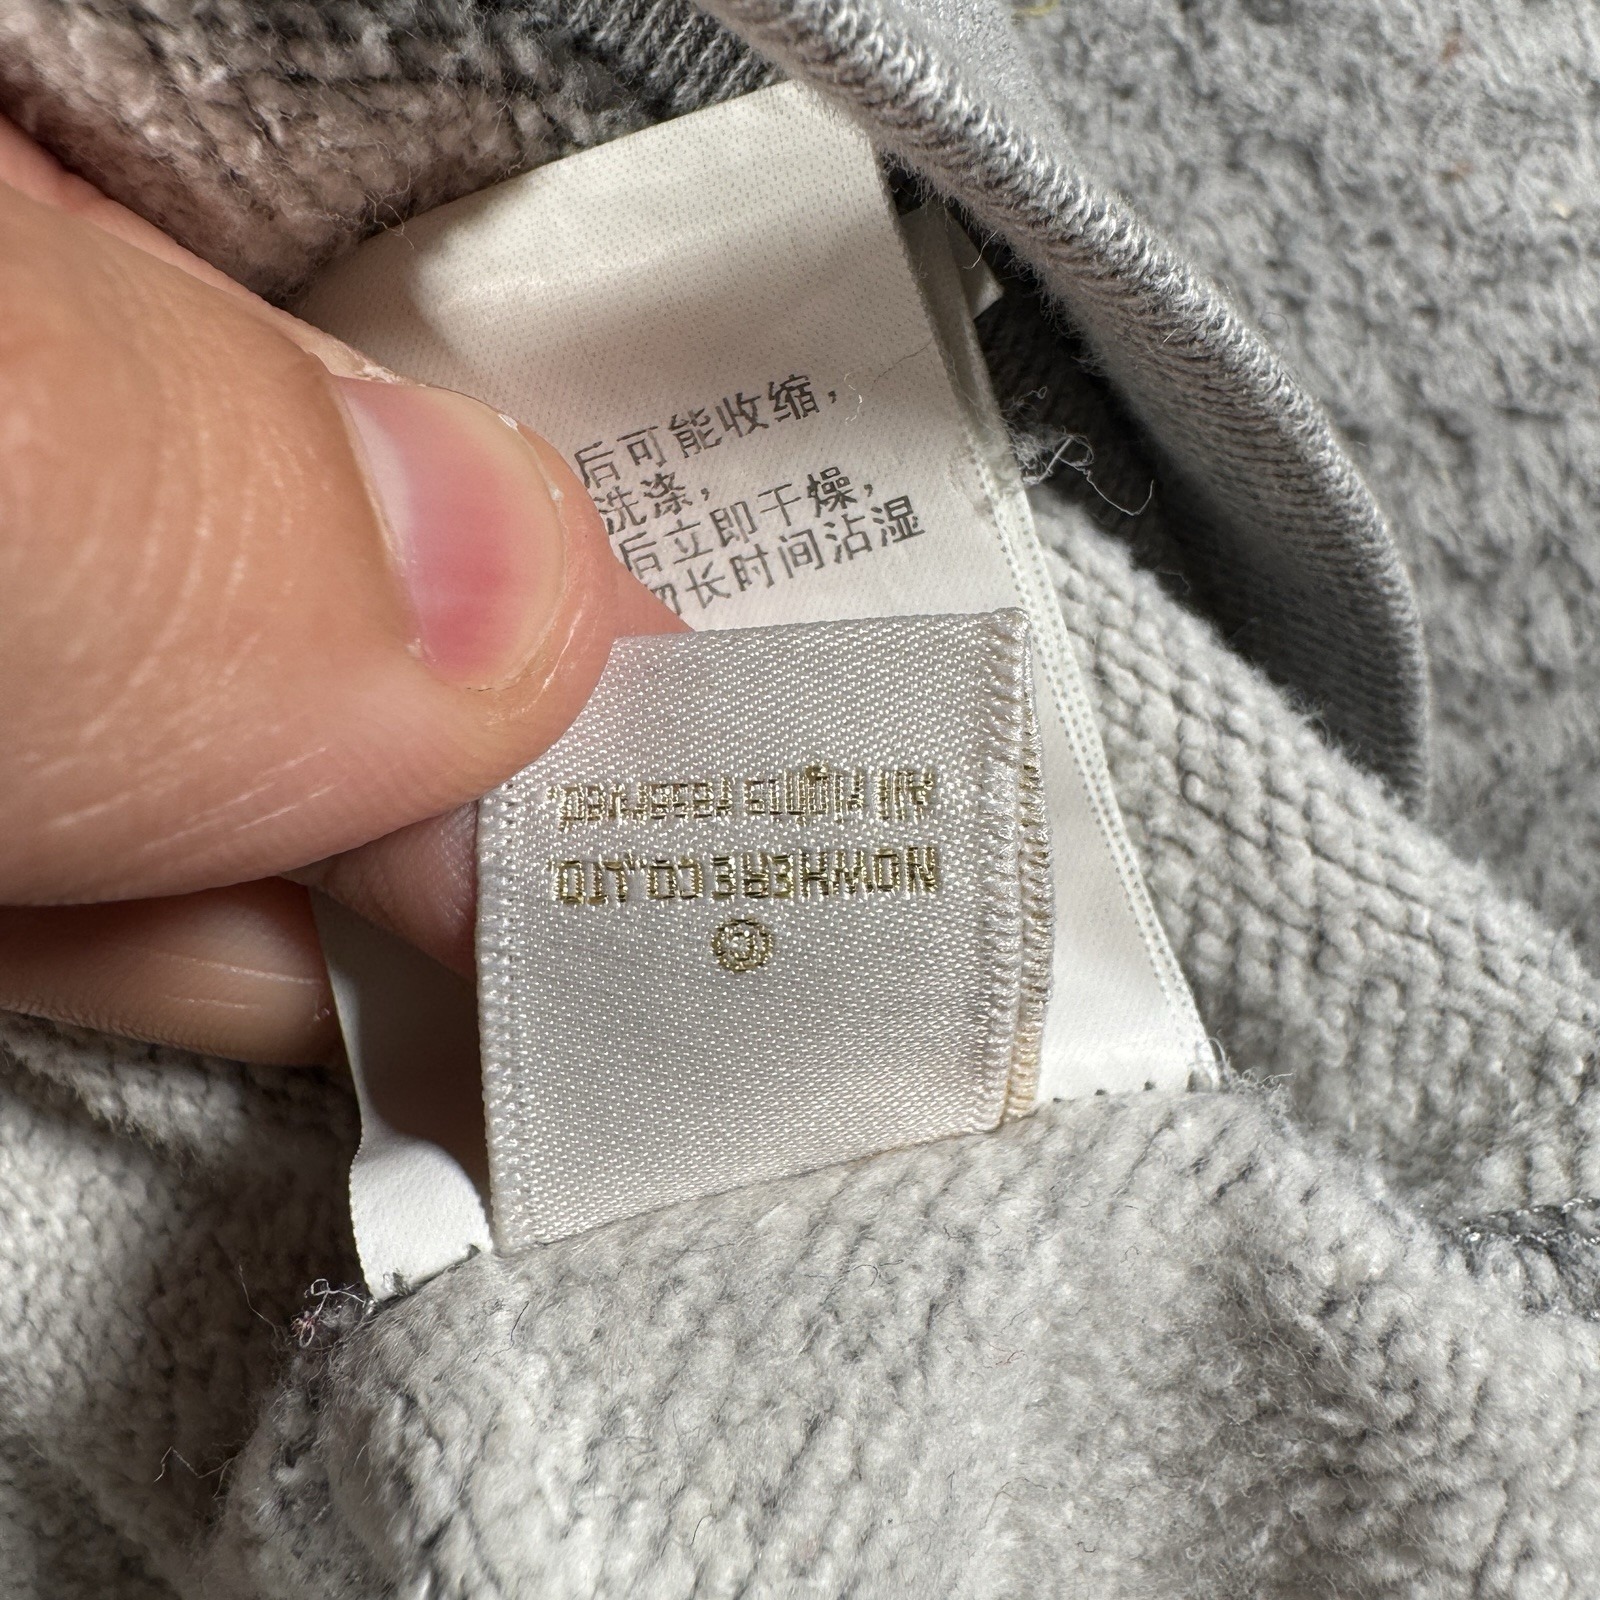 后可能收缩,
洗涤,
后立即干燥,
勿长时间沾湿
©
NOWHERE CO.,LTD.
All rights reserved.